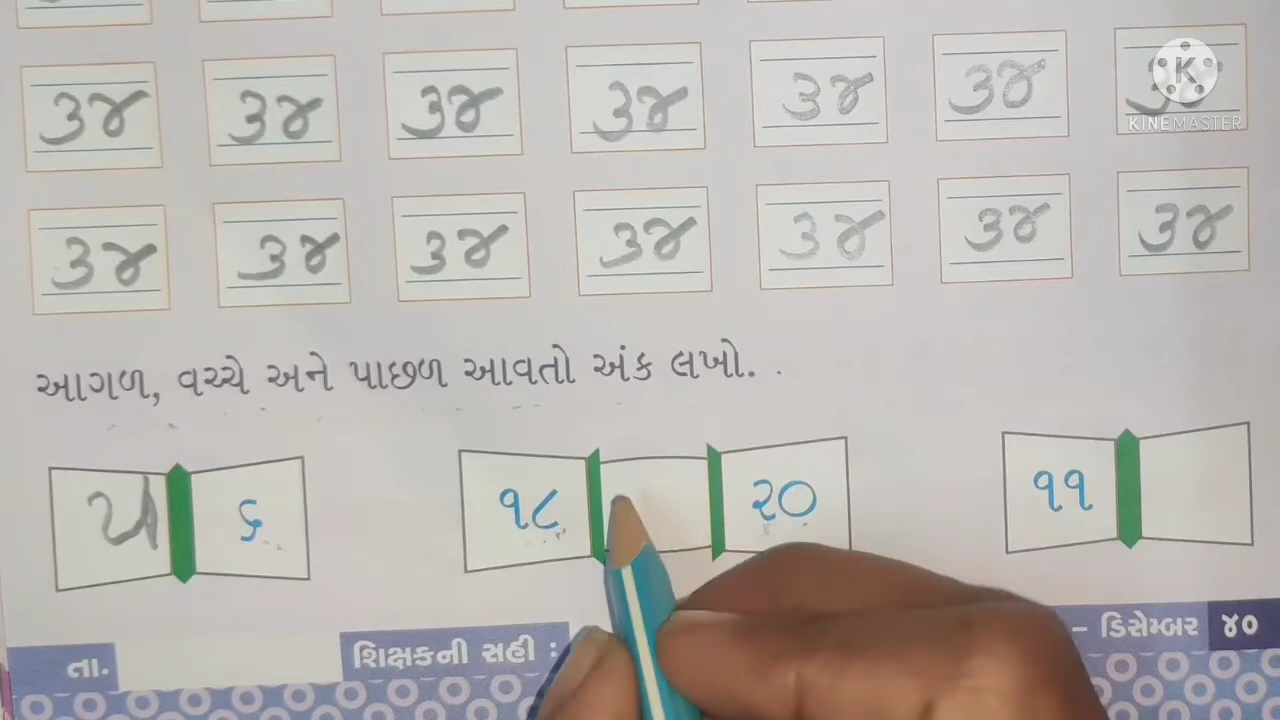 ૩૪ ૩૪ ૩૪ ૩૪ ૩૪ ૩૪
KINEMASTER
૩૪ ૩૪ ૩૪ ૩૪ ૩૪ ૩૪ ૩૪
આગળ, વચ્ચે અને પાછળ આવતો અંક લખો.
૫ ૬ ૧૮ ૨૦ ૧૧
તા. શિક્ષકની સહી : - ડિસેમ્બર ૪૦